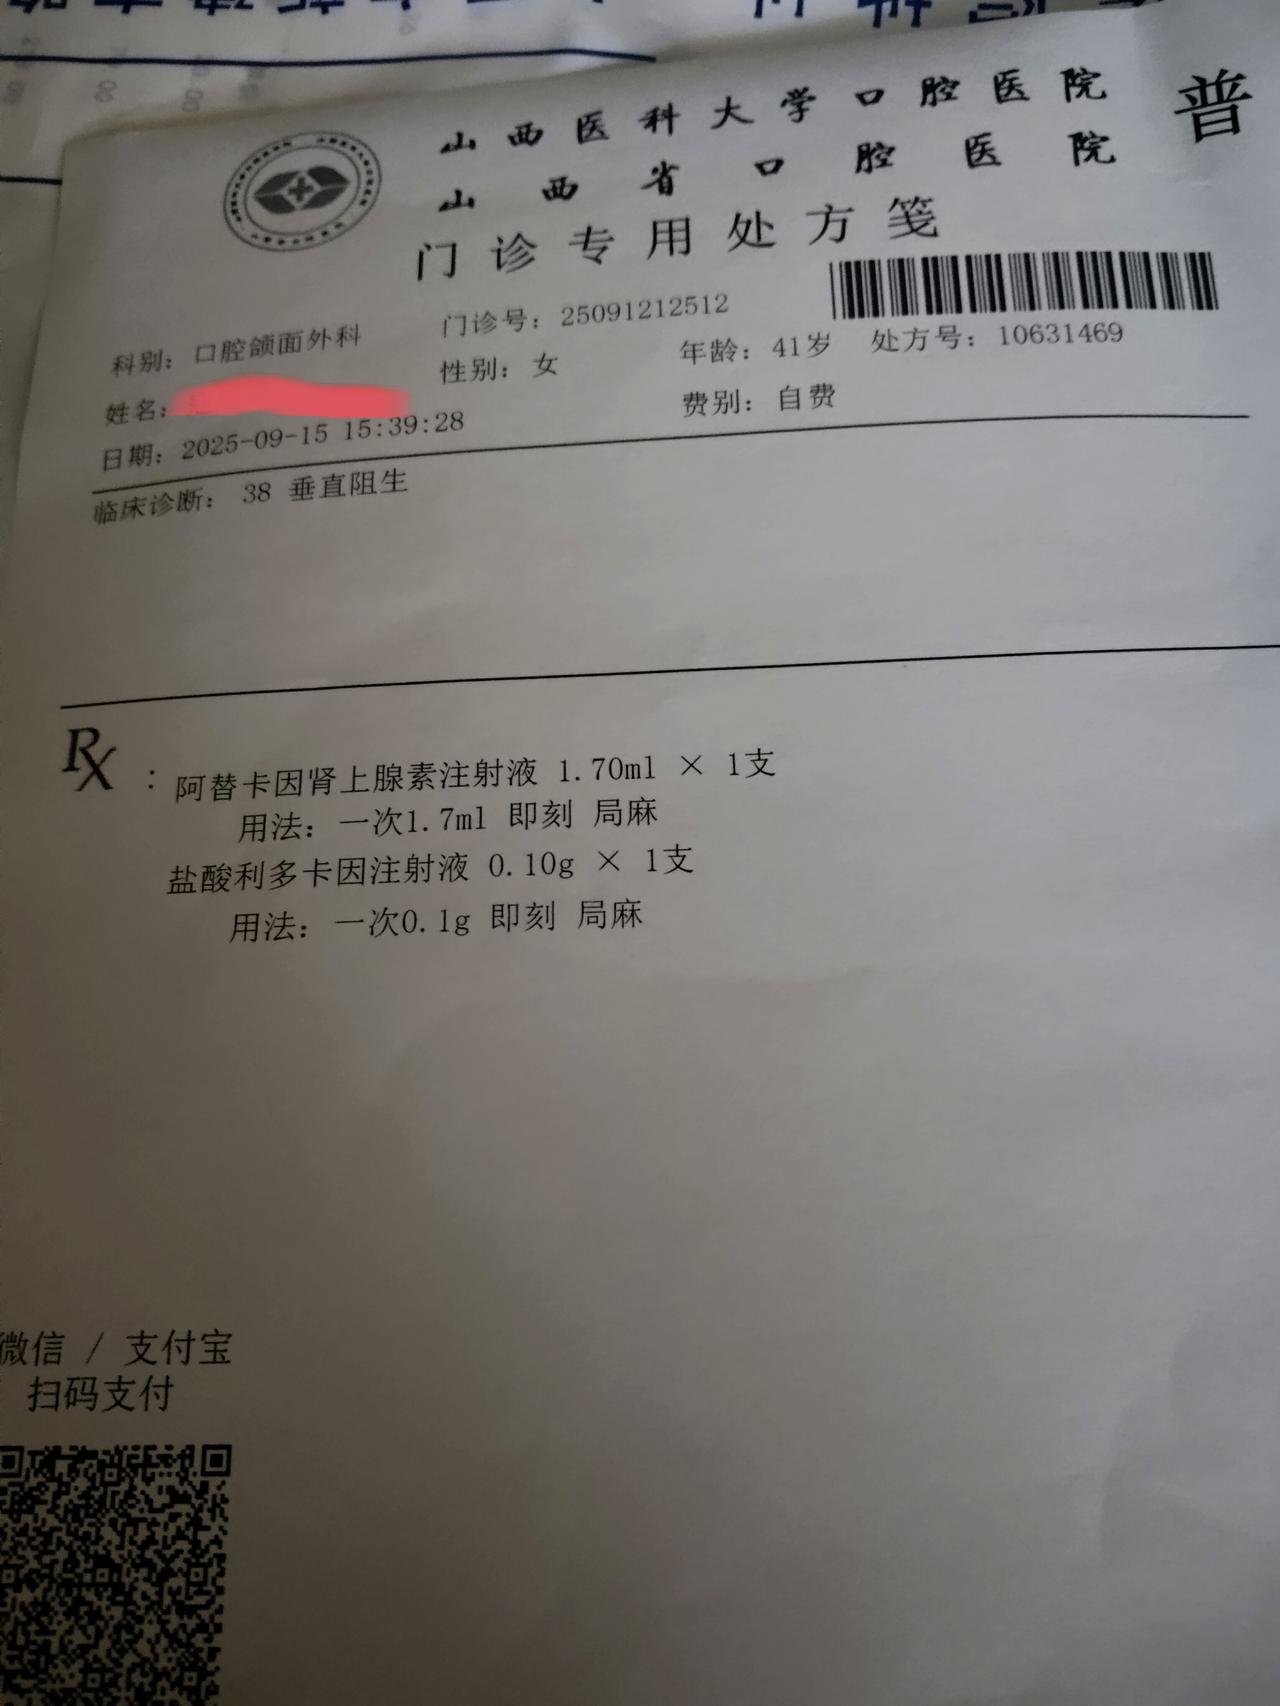 山西医科大学口腔医院
山西省口腔医院
普
门诊专用处方笺
科别：口腔颌面外科
门诊号：25091212512
姓名：
性别：女
年龄：41岁
处方号：10631469
日期：2025-09-15 15:39:28
费别：自费
临床诊断： 38 垂直阻生
Rx：
阿替卡因肾上腺素注射液 1.70ml × 1支
用法：一次1.7ml 即刻 局麻
盐酸利多卡因注射液 0.10g × 1支
用法：一次0.1g 即刻 局麻
微信 / 支付宝
扫码支付